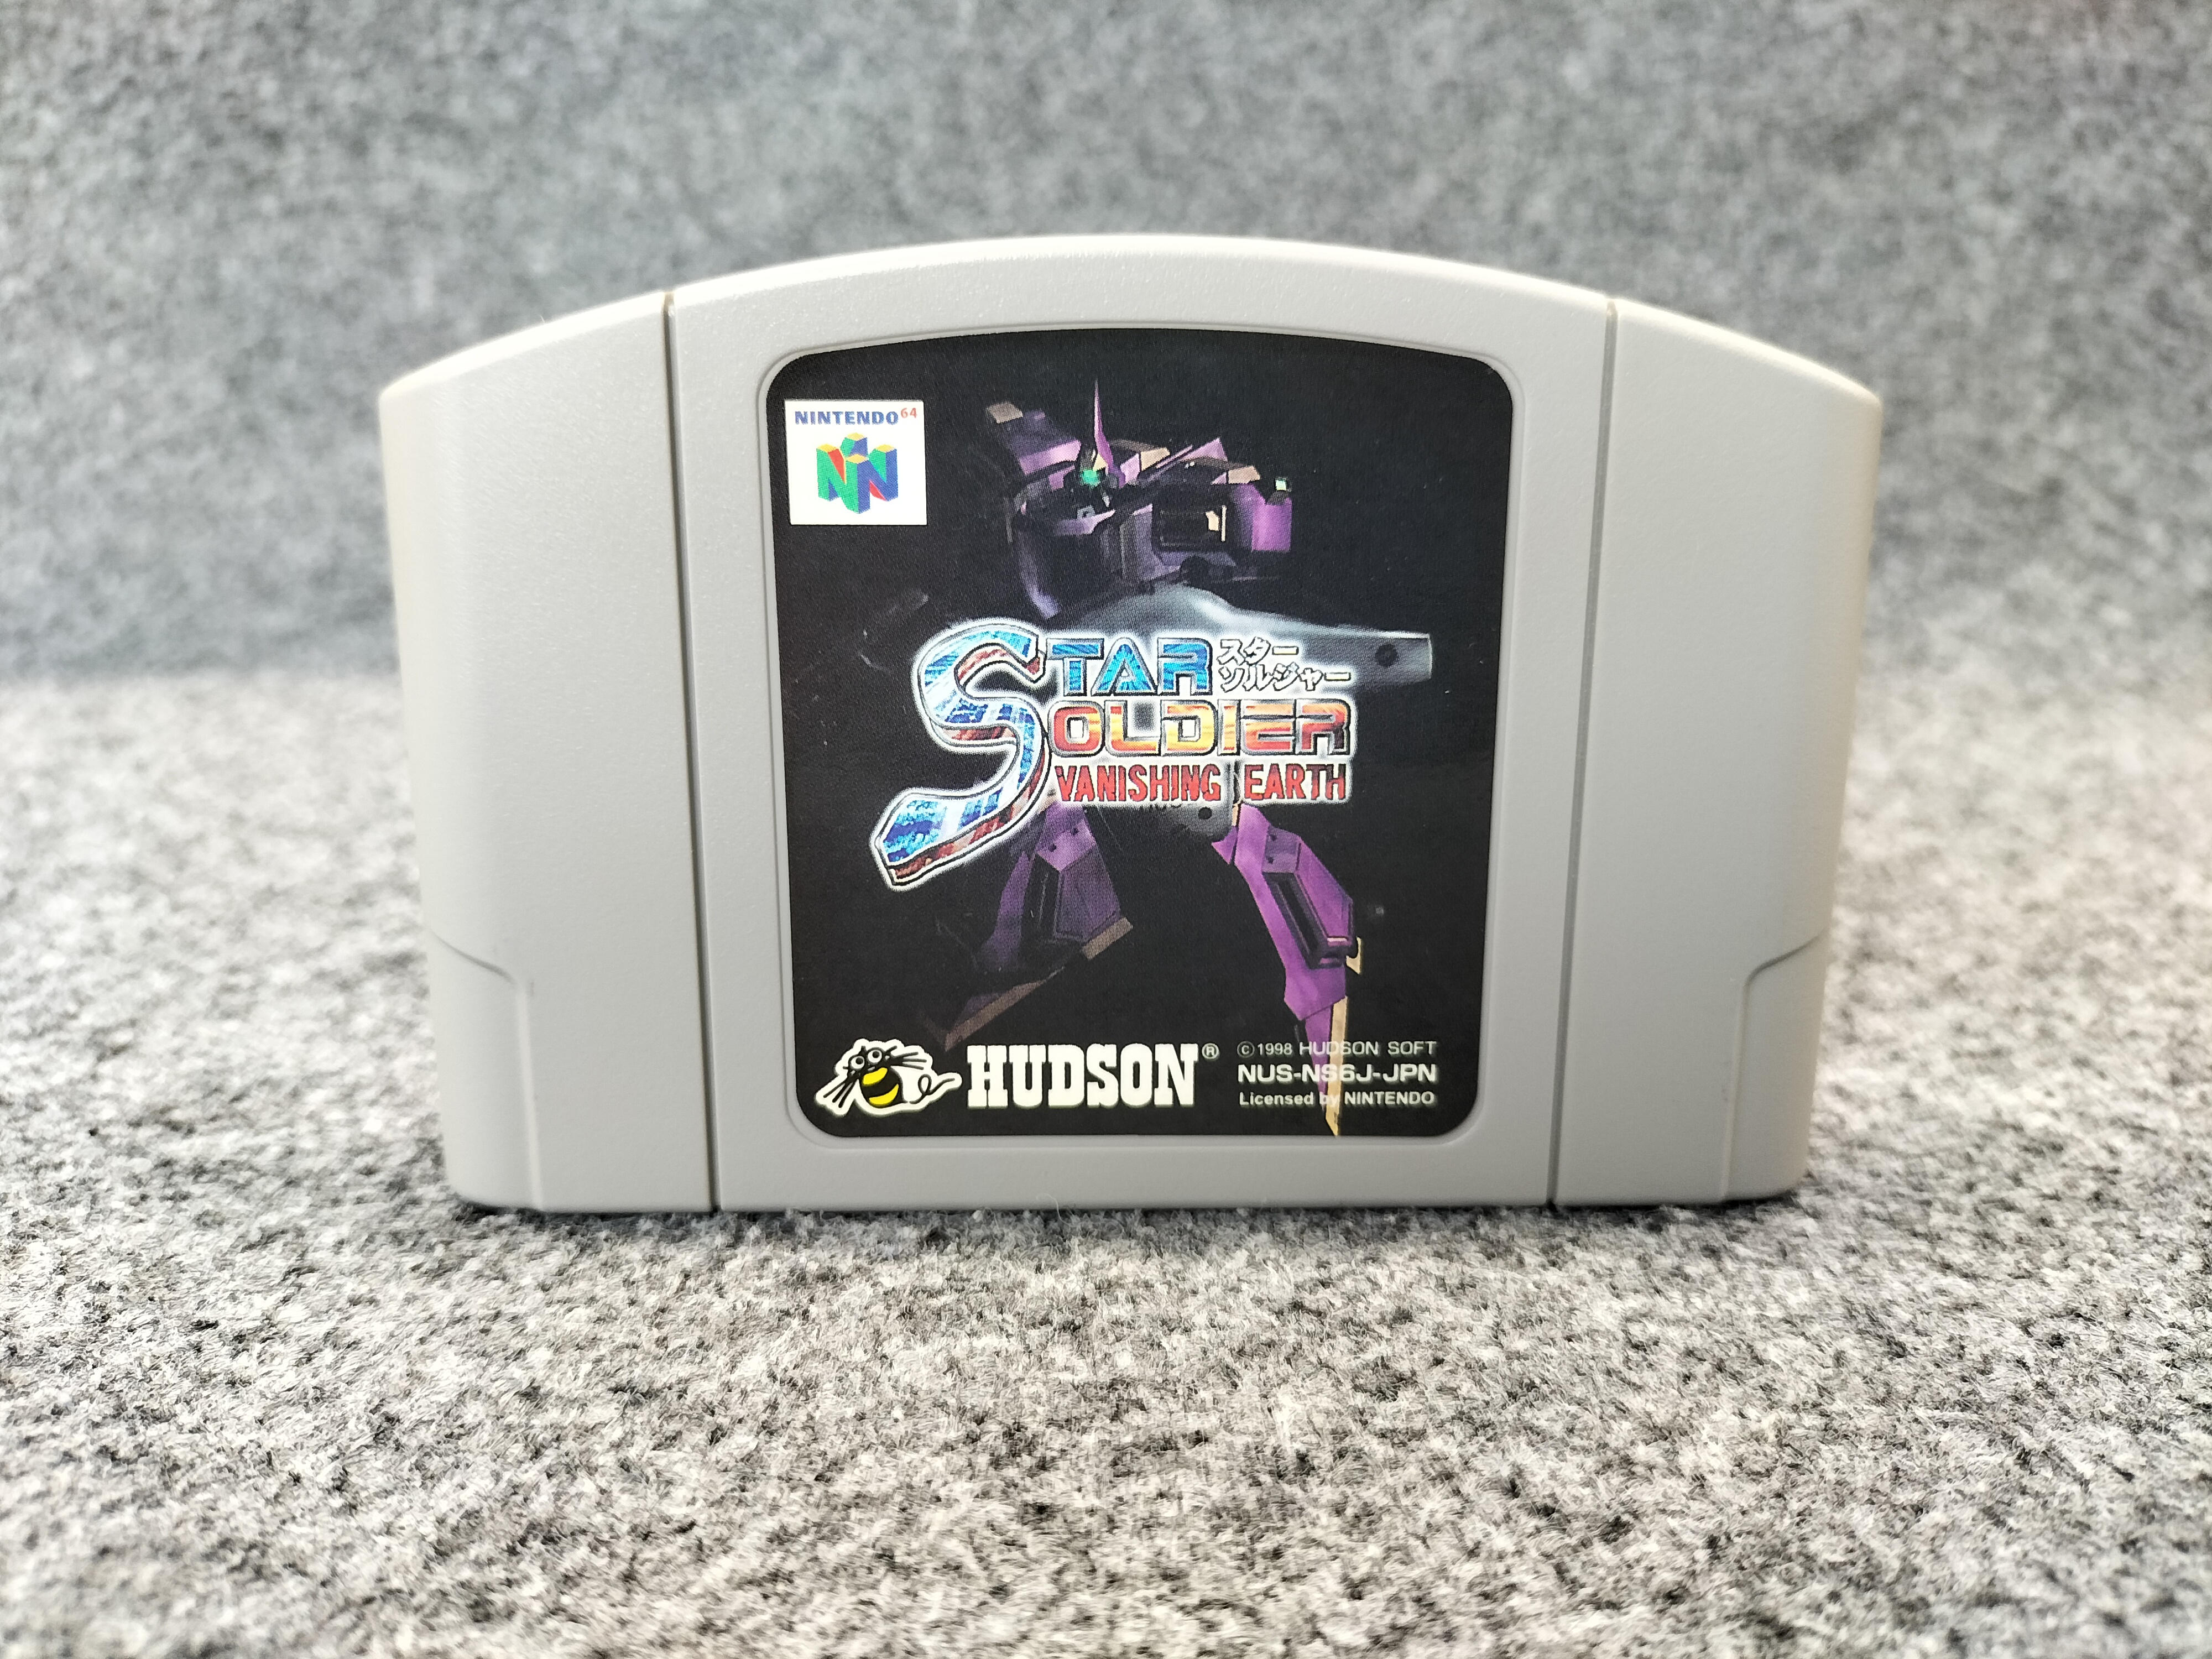 NINTENDO64
STAR スター
ソルジャー
SOLDIER
VANISHING EARTH
HUDSON®
©1998 HUDSON SOFT
NUS-NS6J-JPN
Licensed by NINTENDO